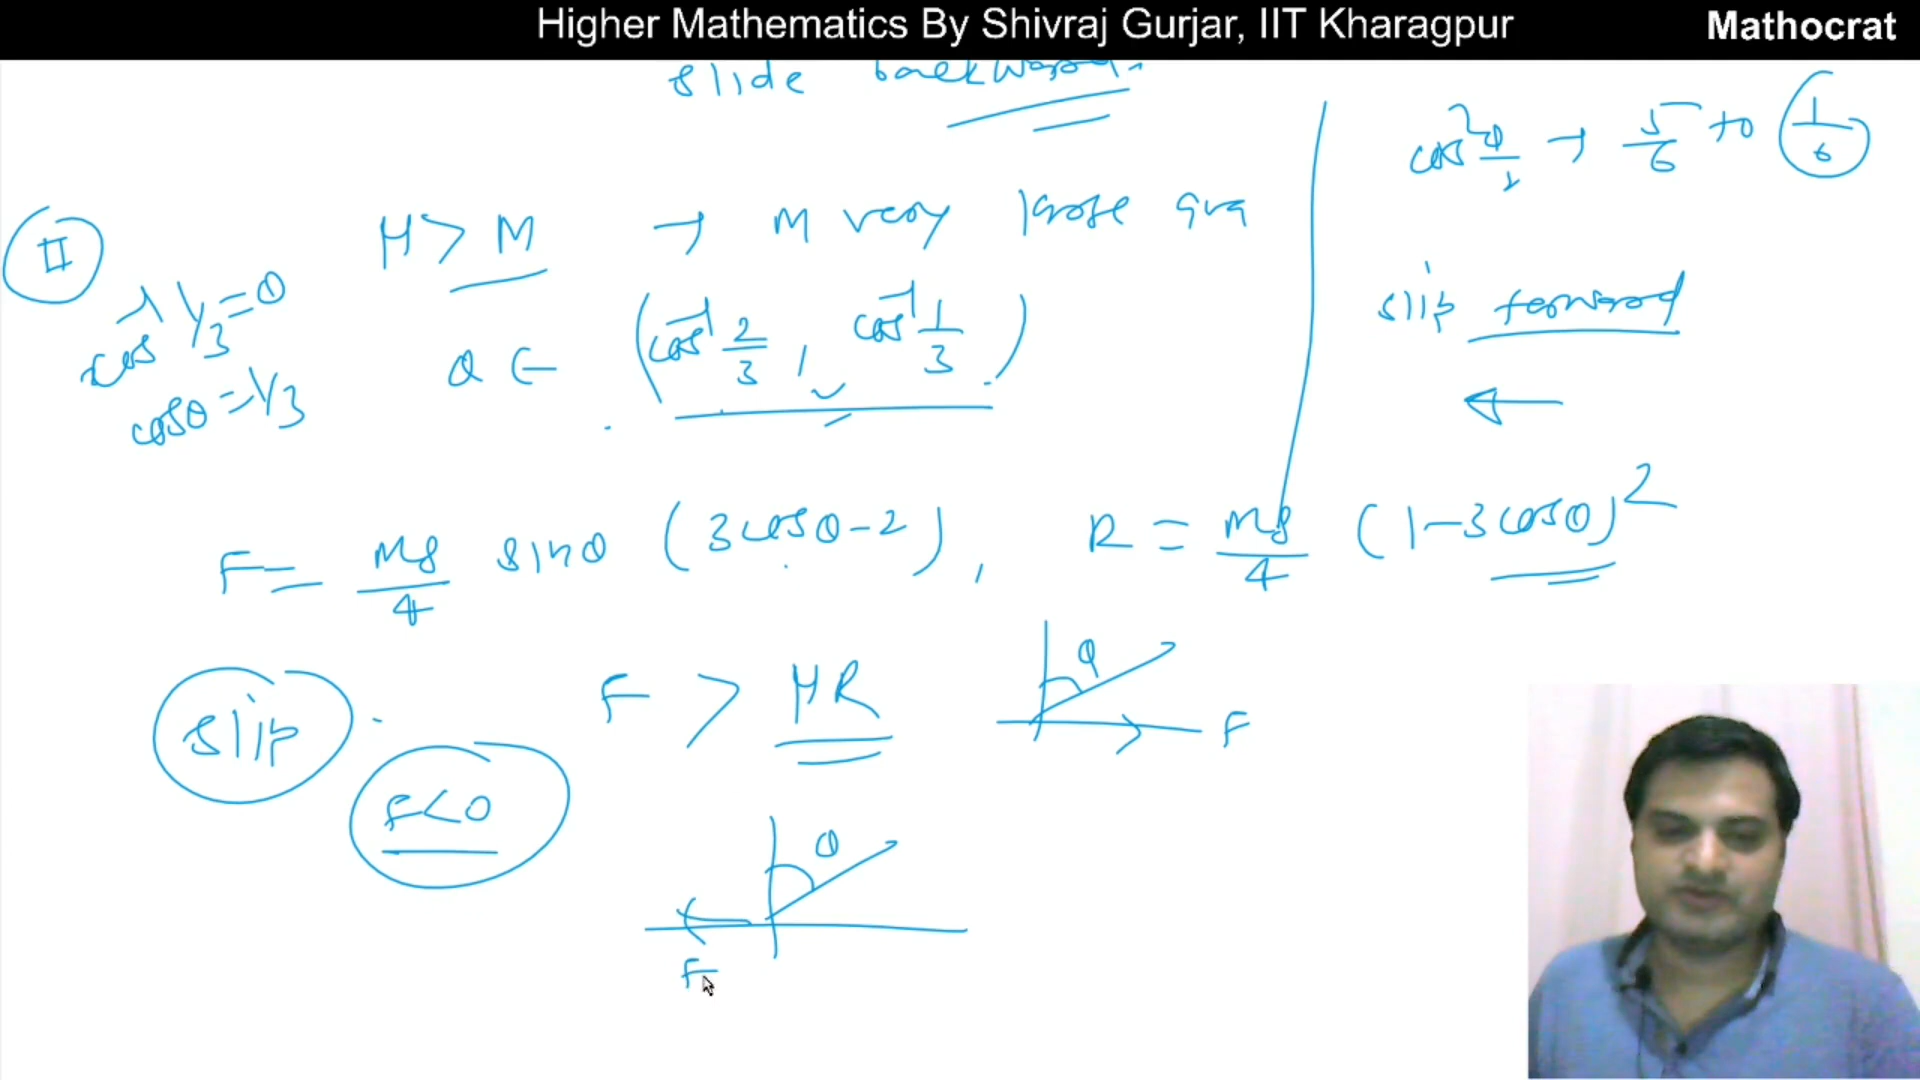 Higher Mathematics By Shivraj Gurjar, IIT Kharagpur
Mathocrat
slide backward.
cos² θ/2 → 5/6 to 1/6
II
μ > M → M very large
cos⁻¹ 1/3 = θ
cosθ = 1/3
θ ∈ (cos⁻¹ 2/3, cos⁻¹ 1/3)
slip forward
←
F = mg/4 sinθ (3cosθ-2), R = mg/4 (1-3cosθ)²
slip
F > μR
θ
F
F<0
θ
F